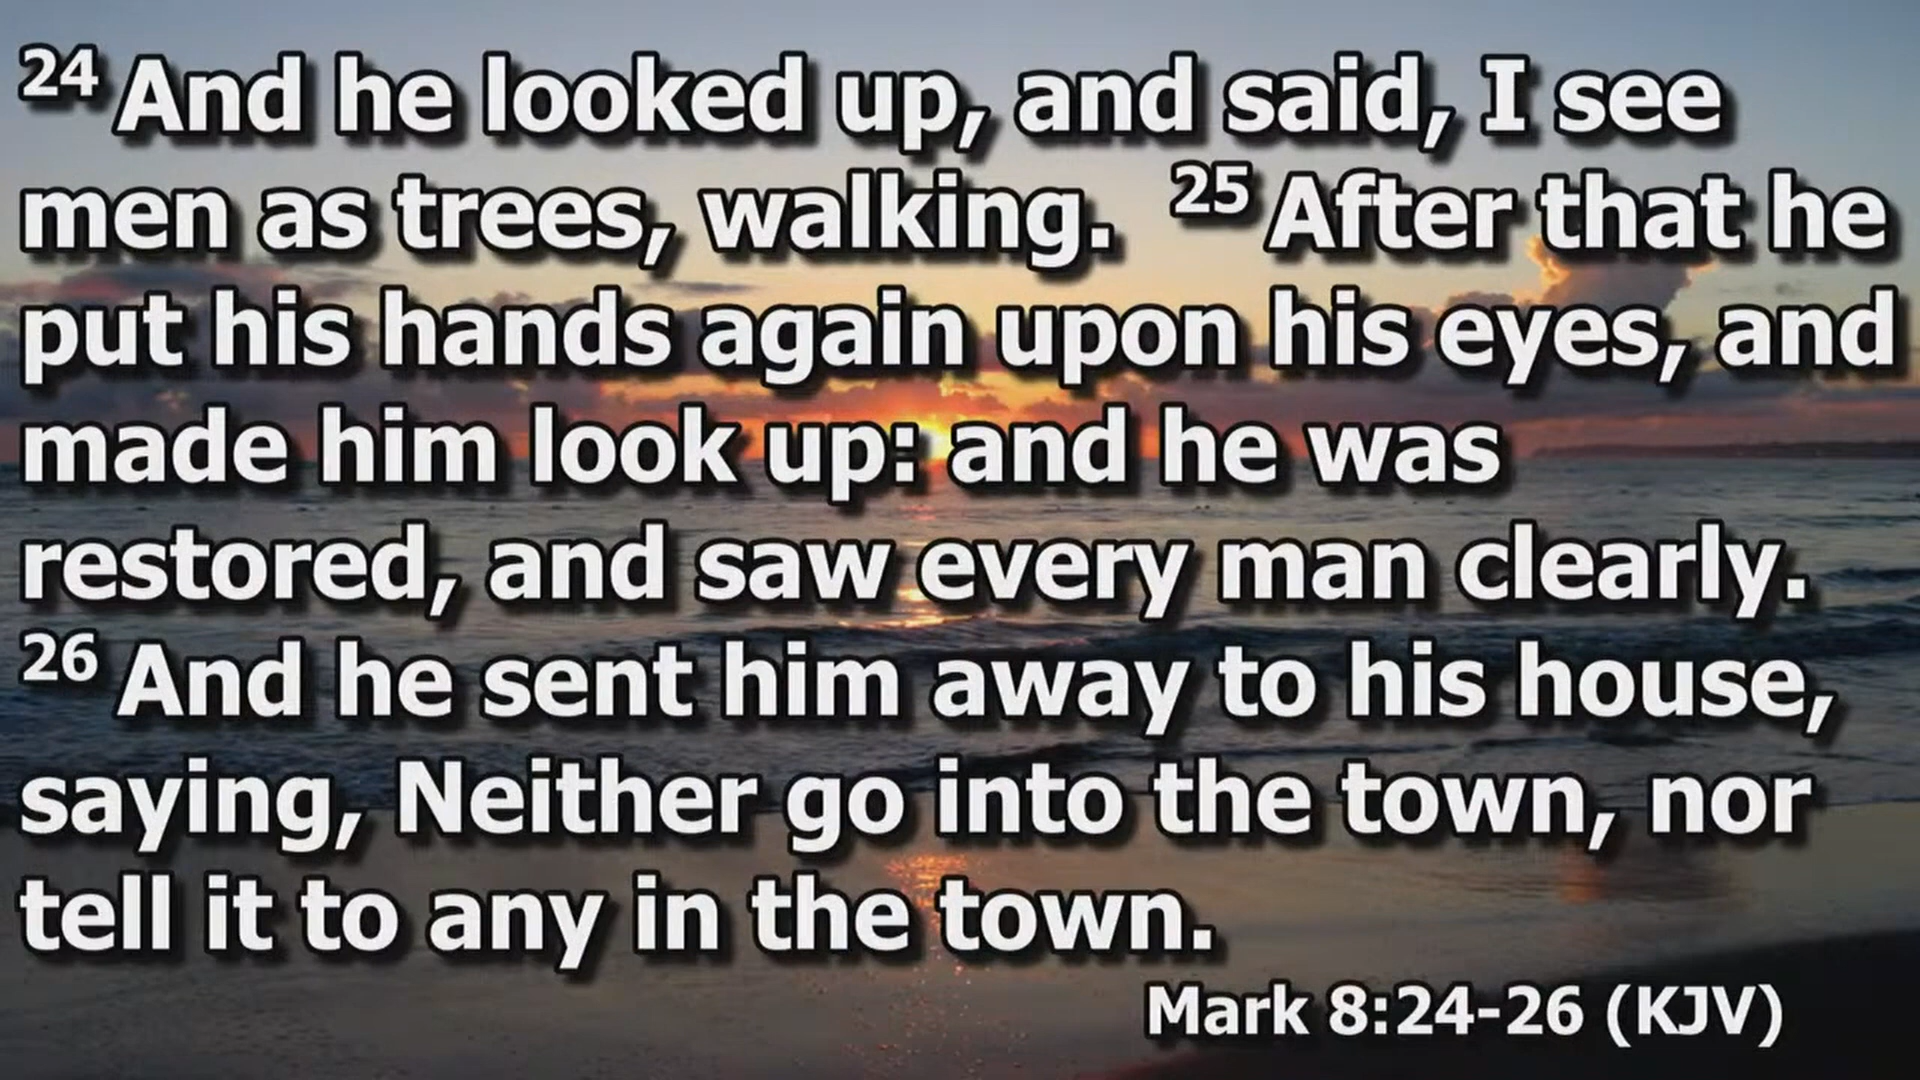 24 And he looked up, and said, I see
men as trees, walking. 25 After that he
put his hands again upon his eyes, and
made him look up: and he was
restored, and saw every man clearly.
26 And he sent him away to his house,
saying, Neither go into the town, nor
tell it to any in the town.
Mark 8:24-26 (KJV)